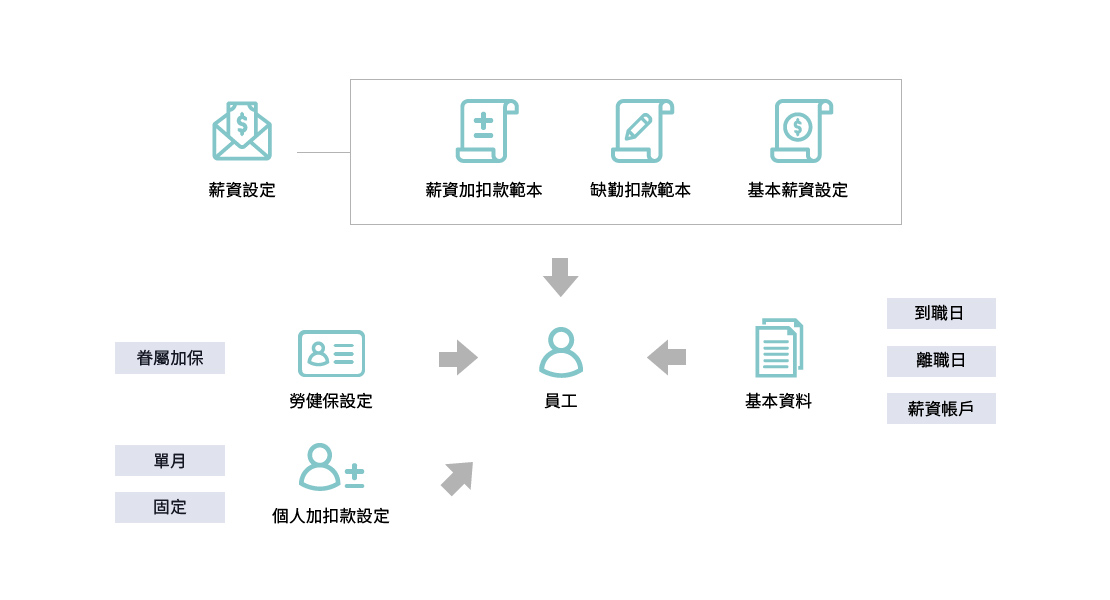 薪資設定
薪資加扣款範本
缺勤扣款範本
基本薪資設定
到職日
離職日
薪資帳戶
眷屬加保
勞健保設定
員工
基本資料
單月
固定
個人加扣款設定